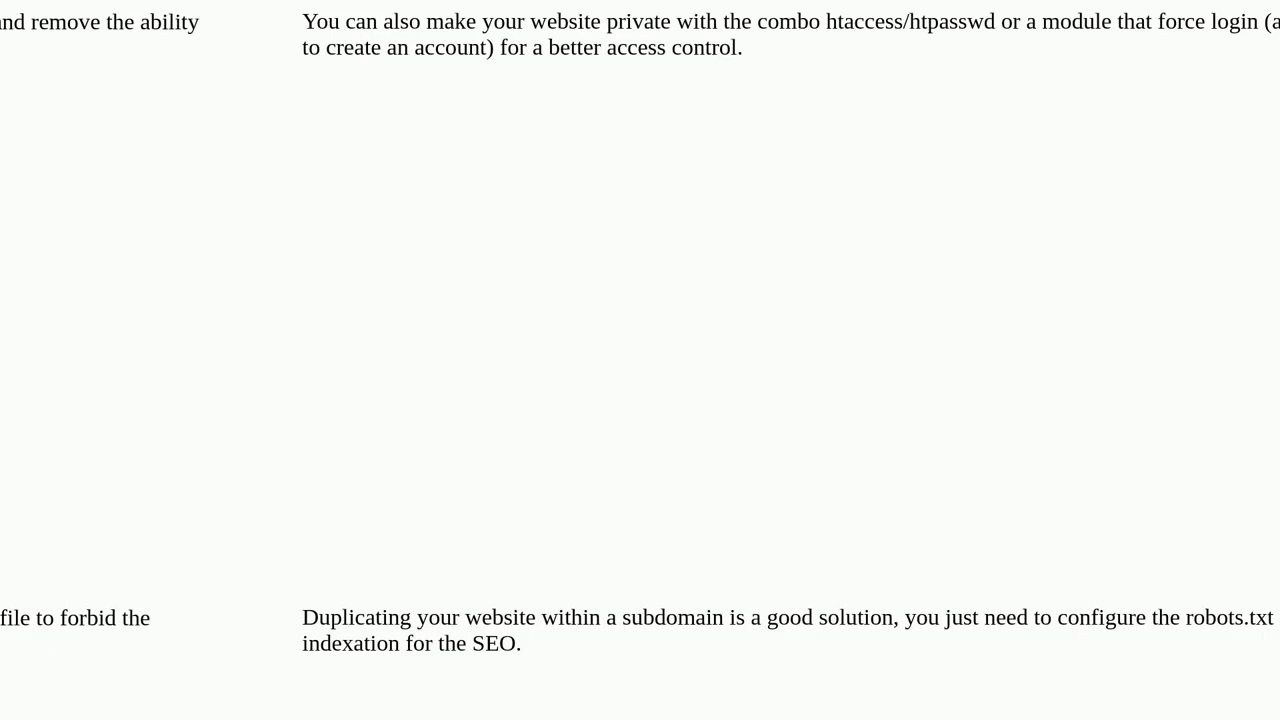 and remove the ability
You can also make your website private with the combo htaccess/htpasswd or a module that force login (a
to create an account) for a better access control.
file to forbid the
Duplicating your website within a subdomain is a good solution, you just need to configure the robots.txt
indexation for the SEO.